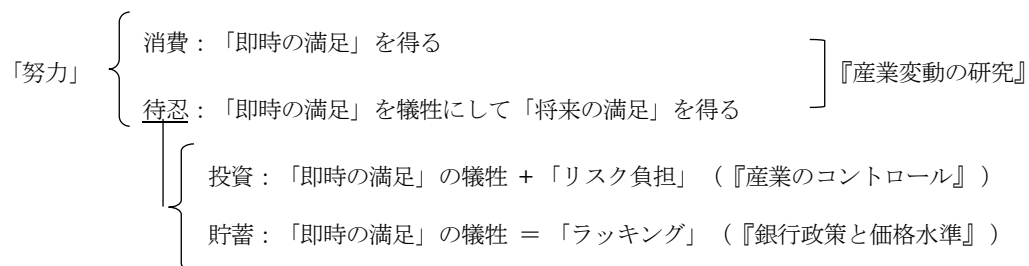 消費：「即時の満足」を得る
「努力」
『産業変動の研究』
待忍：「即時の満足」を犠牲にして「将来の満足」を得る
投資：「即時の満足」の犠牲 + 「リスク負担」（『産業のコントロール』）
貯蓄：「即時の満足」の犠牲 ＝ 「ラッキング」（『銀行政策と価格水準』）